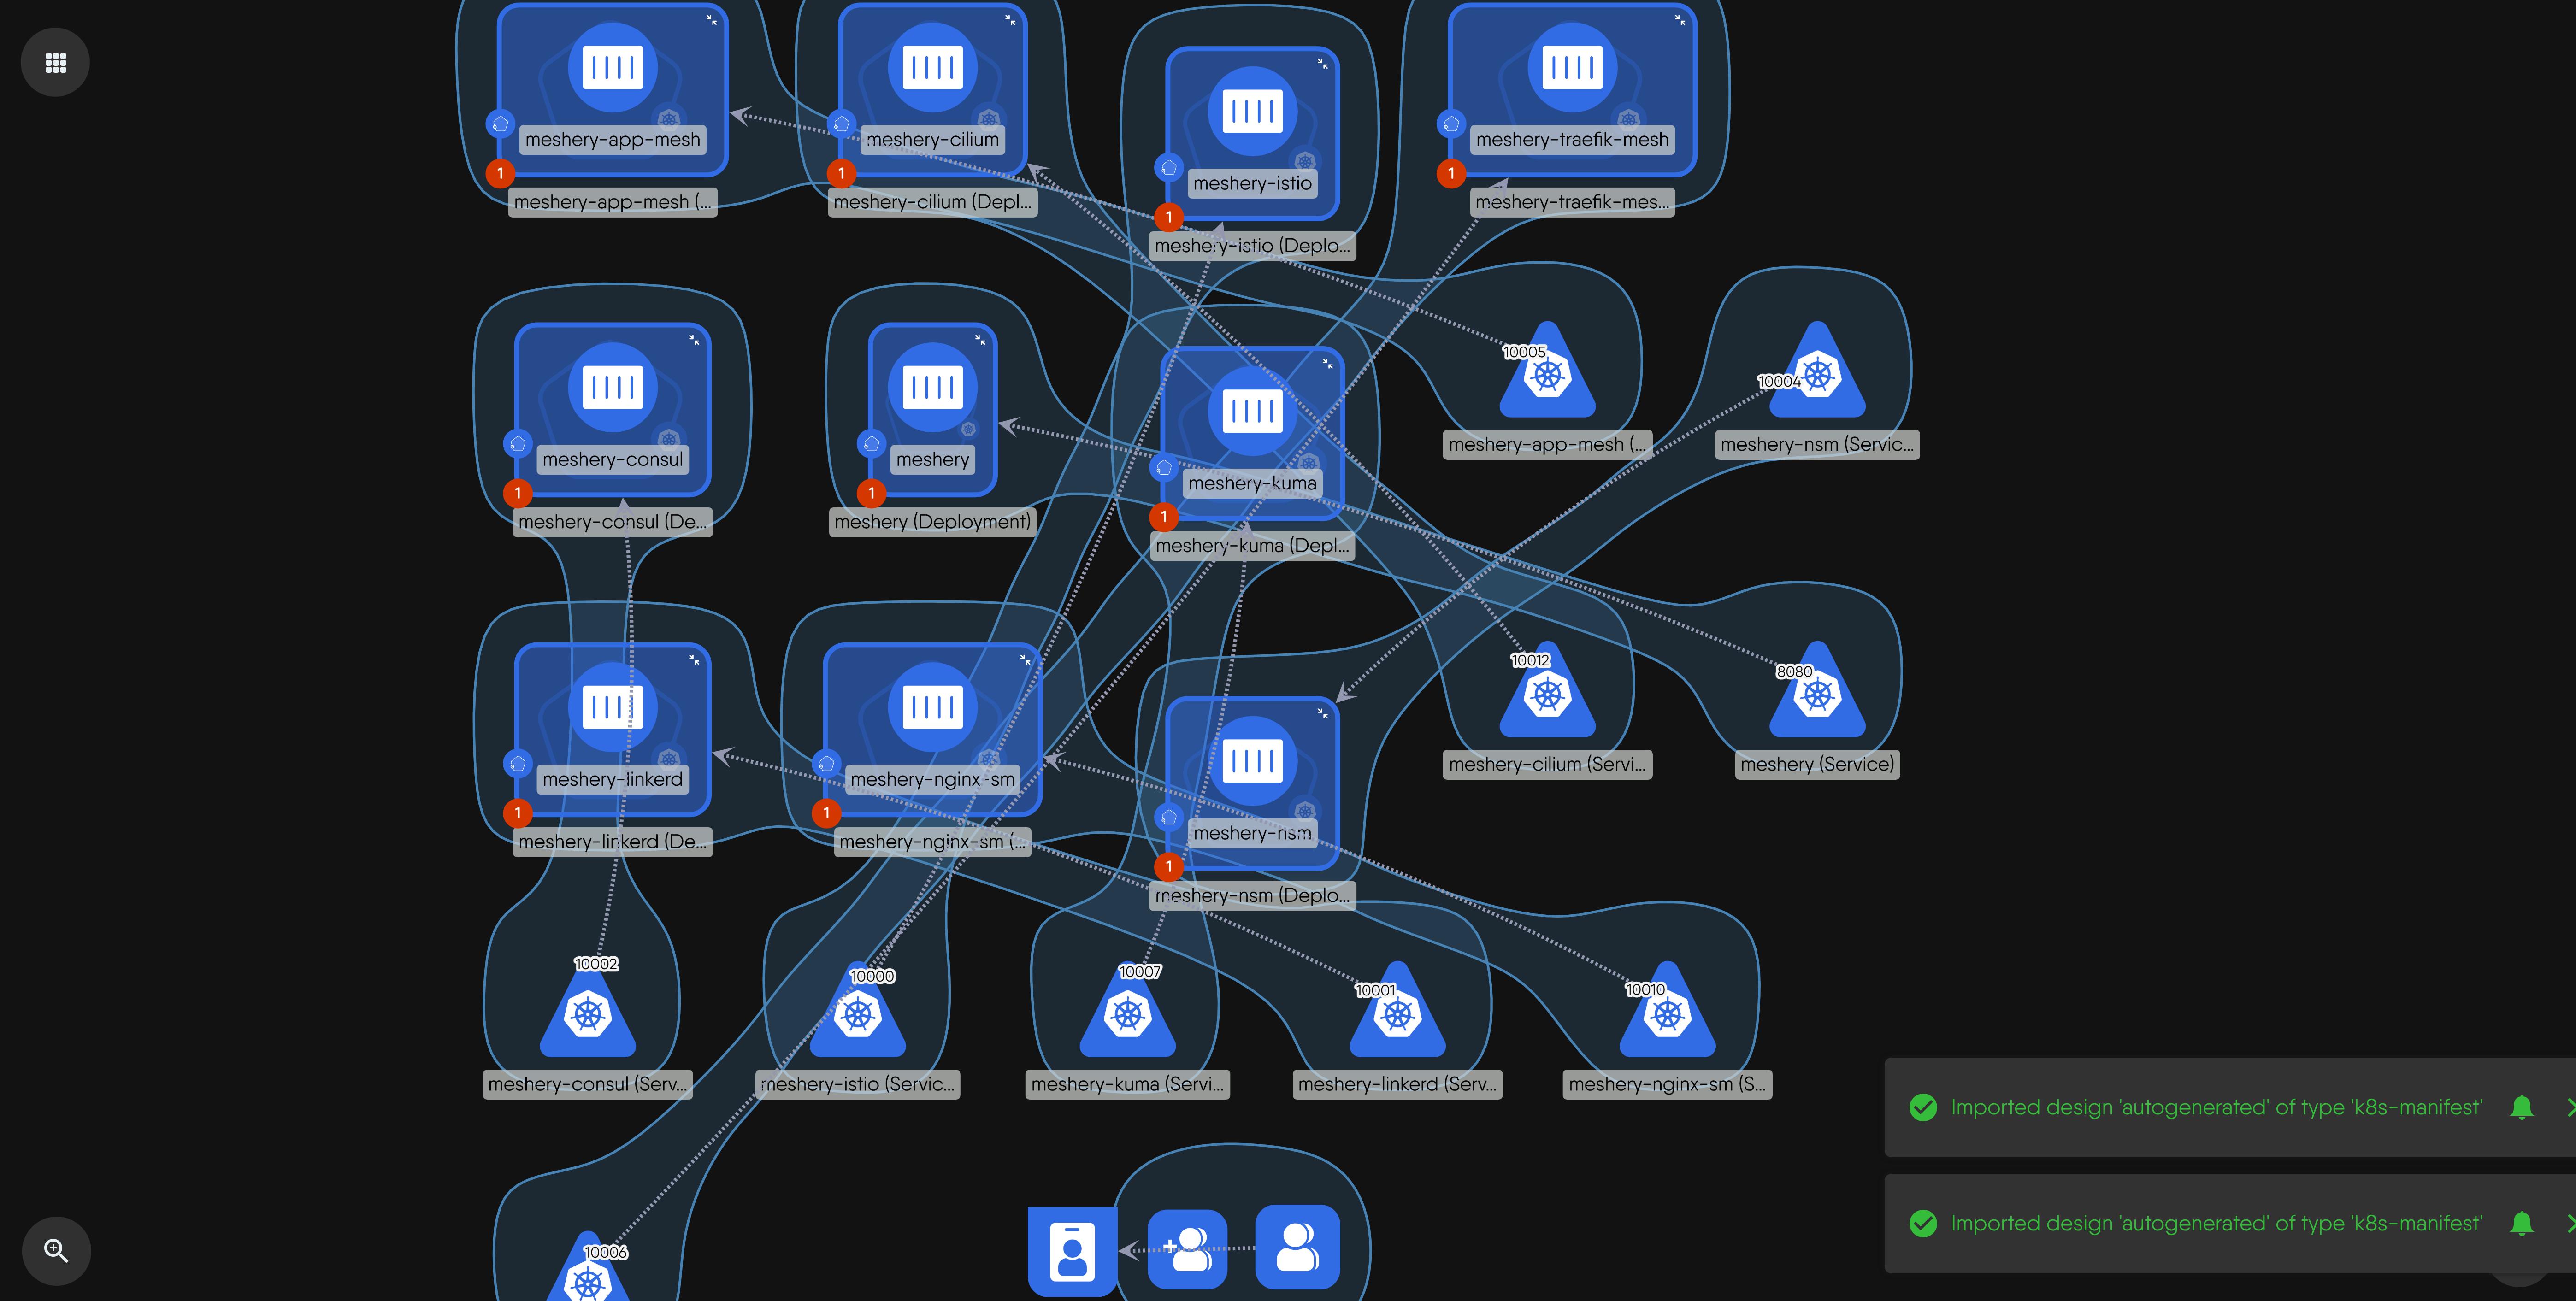 meshery-app-mesh
1
meshery-app-mesh (...
meshery-cilium
1
meshery-cilium (Depl...
meshery-istio
1
meshery-istio (Deplo...
meshery-traefik-mesh
1
meshery-traefik-mes...
meshery-consul
1
meshery-consul (De...
meshery
1
meshery (Deployment)
meshery-kuma
1
meshery-kuma (Depl...
10005
meshery-app-mesh (...
10004
meshery-nsm (Servic...
meshery-linkerd
1
meshery-linkerd (De...
meshery-nginx-sm
1
meshery-nginx-sm (...
meshery-nsm
1
meshery-nsm (Deplo...
10012
meshery-cilium (Servi...
8080
meshery (Service)
10002
meshery-consul (Serv...
10000
meshery-istio (Servic...
10007
meshery-kuma (Servi...
10001
meshery-linkerd (Serv...
10010
meshery-nginx-sm (S...
10006
Imported design 'autogenerated' of type 'k8s-manifest'
Imported design 'autogenerated' of type 'k8s-manifest'